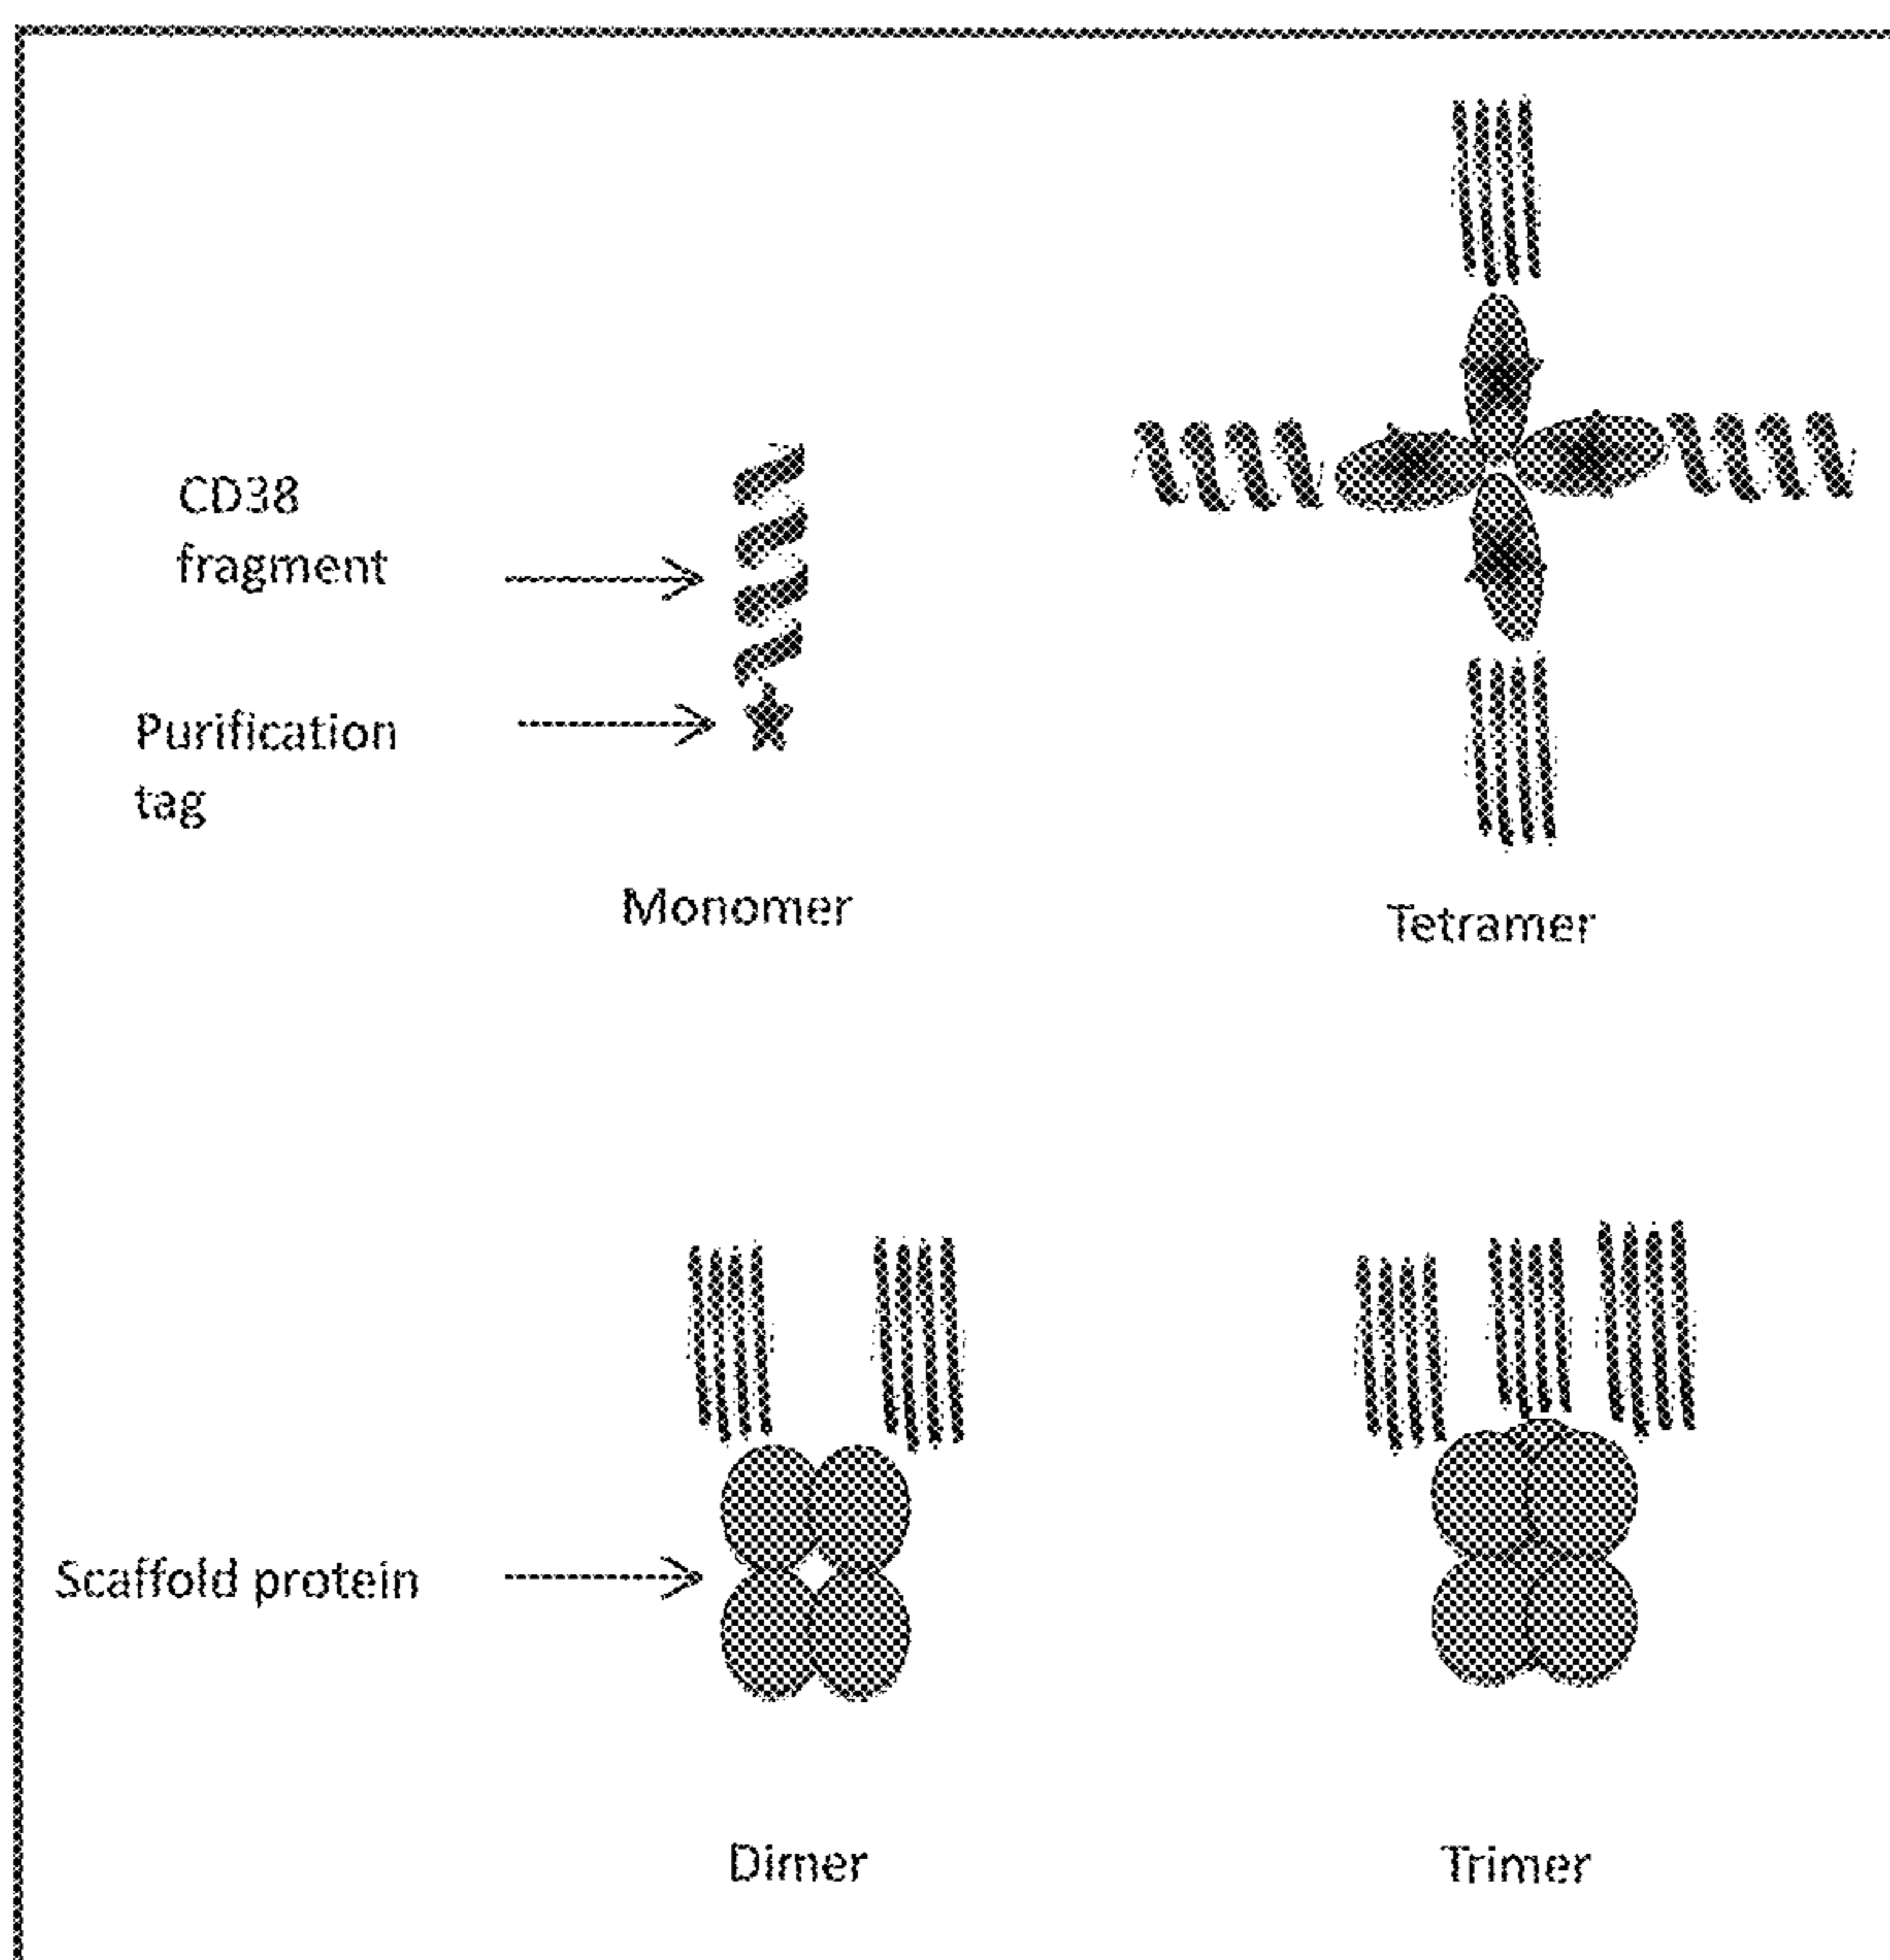 CD38
fragment
Purification
tag
Monomer
Tetramer
Scaffold protein
Dimer
Trimer